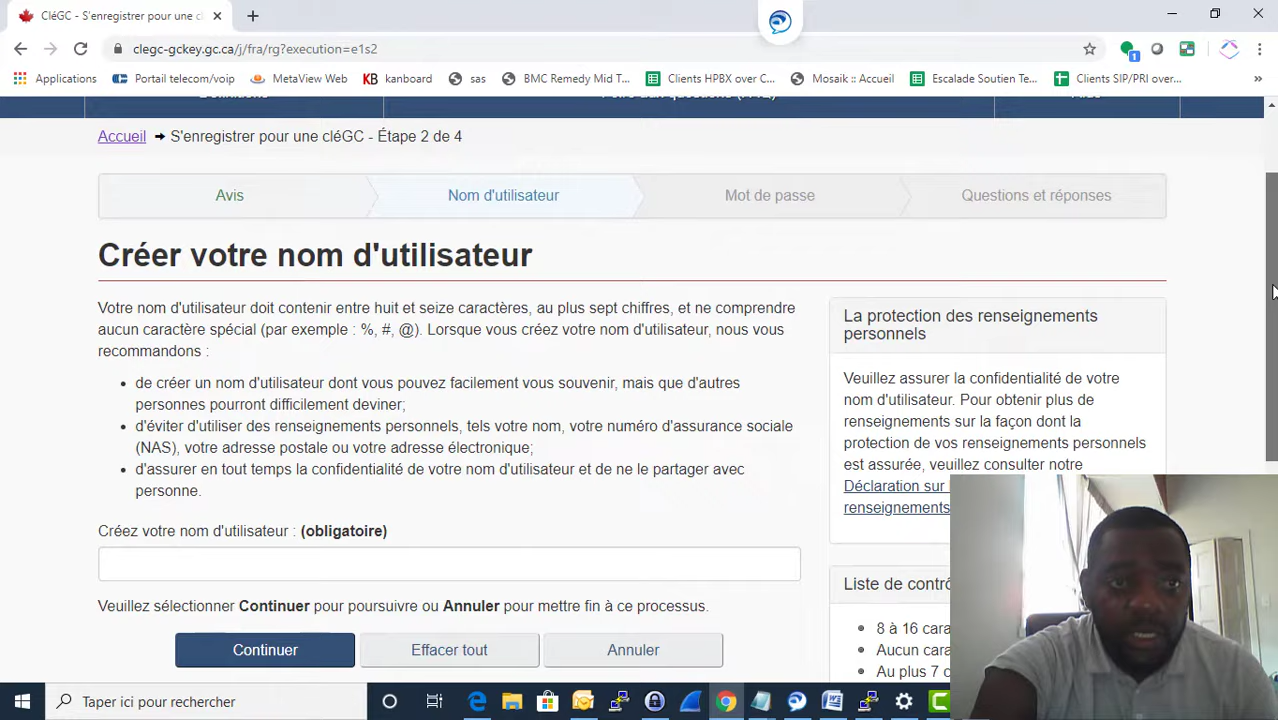 CléGC - S'enregistrer pour une c
clegc-gckey.gc.ca/j/fra/rg?execution=e1s2
1
Applications
Portail telecom/voip
MetaView Web
KB kanboard
sas
BMC Remedy Mid T...
Clients HPBX over C...
Mosaik :: Accueil
Escalade Soutien Te...
Clients SIP/PRI over...
»
Accueil → S'enregistrer pour une cléGC - Étape 2 de 4
Avis
Nom d'utilisateur
Mot de passe
Questions et réponses
Créer votre nom d'utilisateur
Votre nom d'utilisateur doit contenir entre huit et seize caractères, au plus sept chiffres, et ne comprendre
aucun caractère spécial (par exemple : %, #, @). Lorsque vous créez votre nom d'utilisateur, nous vous
recommandons :
• de créer un nom d'utilisateur dont vous pouvez facilement vous souvenir, mais que d'autres
personnes pourront difficilement deviner;
• d'éviter d'utiliser des renseignements personnels, tels votre nom, votre numéro d'assurance sociale
(NAS), votre adresse postale ou votre adresse électronique;
• d'assurer en tout temps la confidentialité de votre nom d'utilisateur et de ne le partager avec
personne.
Créez votre nom d'utilisateur : (obligatoire)
Veuillez sélectionner Continuer pour poursuivre ou Annuler pour mettre fin à ce processus.
Continuer
Effacer tout
Annuler
La protection des renseignements
personnels
Veuillez assurer la confidentialité de votre
nom d'utilisateur. Pour obtenir plus de
renseignements sur la façon dont la
protection de vos renseignements personnels
est assurée, veuillez consulter notre
Déclaration sur
renseignements
Liste de contrô
• 8 à 16 cara
• Aucun cara
• Au plus 7 c
Taper ici pour rechercher